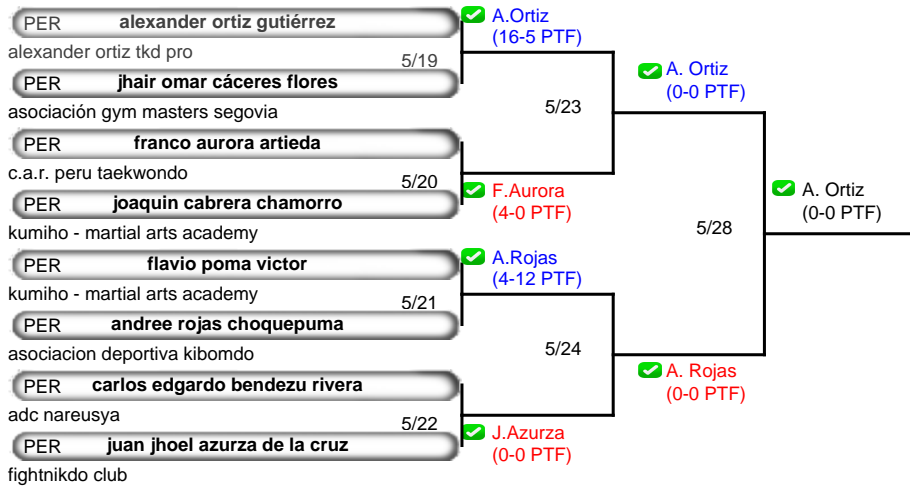 PER alexander ortiz gutiérrez
alexander ortiz tkd pro
5/19
PER jhair omar cáceres flores
asociación gym masters segovia
A.Ortiz
(16-5 PTF)
PER franco aurora artieda
c.a.r. peru taekwondo
5/20
PER joaquin cabrera chamorro
kumiho - martial arts academy
F.Aurora
(4-0 PTF)
5/23
A. Ortiz
(0-0 PTF)
PER flavio poma victor
kumiho - martial arts academy
5/21
PER andree rojas choquepuma
asociacion deportiva kibomdo
A.Rojas
(4-12 PTF)
PER carlos edgardo bendezu rivera
adc nareusya
5/22
PER juan jhoel azurza de la cruz
fightnikdo club
J.Azurza
(0-0 PTF)
5/24
A. Rojas
(0-0 PTF)
5/28
A. Ortiz
(0-0 PTF)